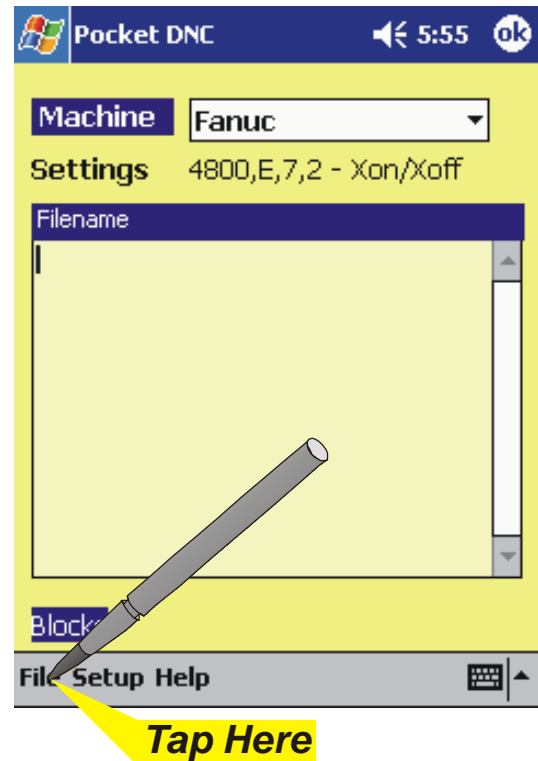 Pocket DNC 5:55 ok
Machine Fanuc
Settings 4800,E,7,2 - Xon/Xoff
Filename
Blocks
File Setup Help
Tap Here